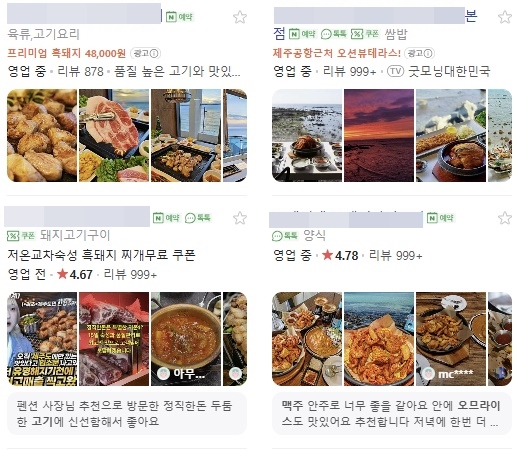 예약
육류,고기요리
프리미엄 흑돼지 48,000원 광고
영업 중 · 리뷰 878 · 품질 높은 고기와 맛있...
본
점 예약 톡톡 쿠폰 쌈밥
제주공항근처 오션뷰테라스! 광고
영업 중 · 리뷰 999+ · TV 굿모닝대한민국
예약 톡톡
쿠폰 돼지고기구이
저온교자숙성 흑돼지 찌개무료 쿠폰
영업 전 · ★4.67 · 리뷰 999+
아무...
펜션 사장님 추천으로 방문한 정직한돈 두툼
한 고기에 신선함해서 좋아요
예약
톡톡 양식
영업 중 · ★4.78 · 리뷰 999+
mc****
맥주 안주로 너무 좋을 같아요 안에 오므라이
스도 맛있어요 추천합니다 저녁에 한번 더 ...